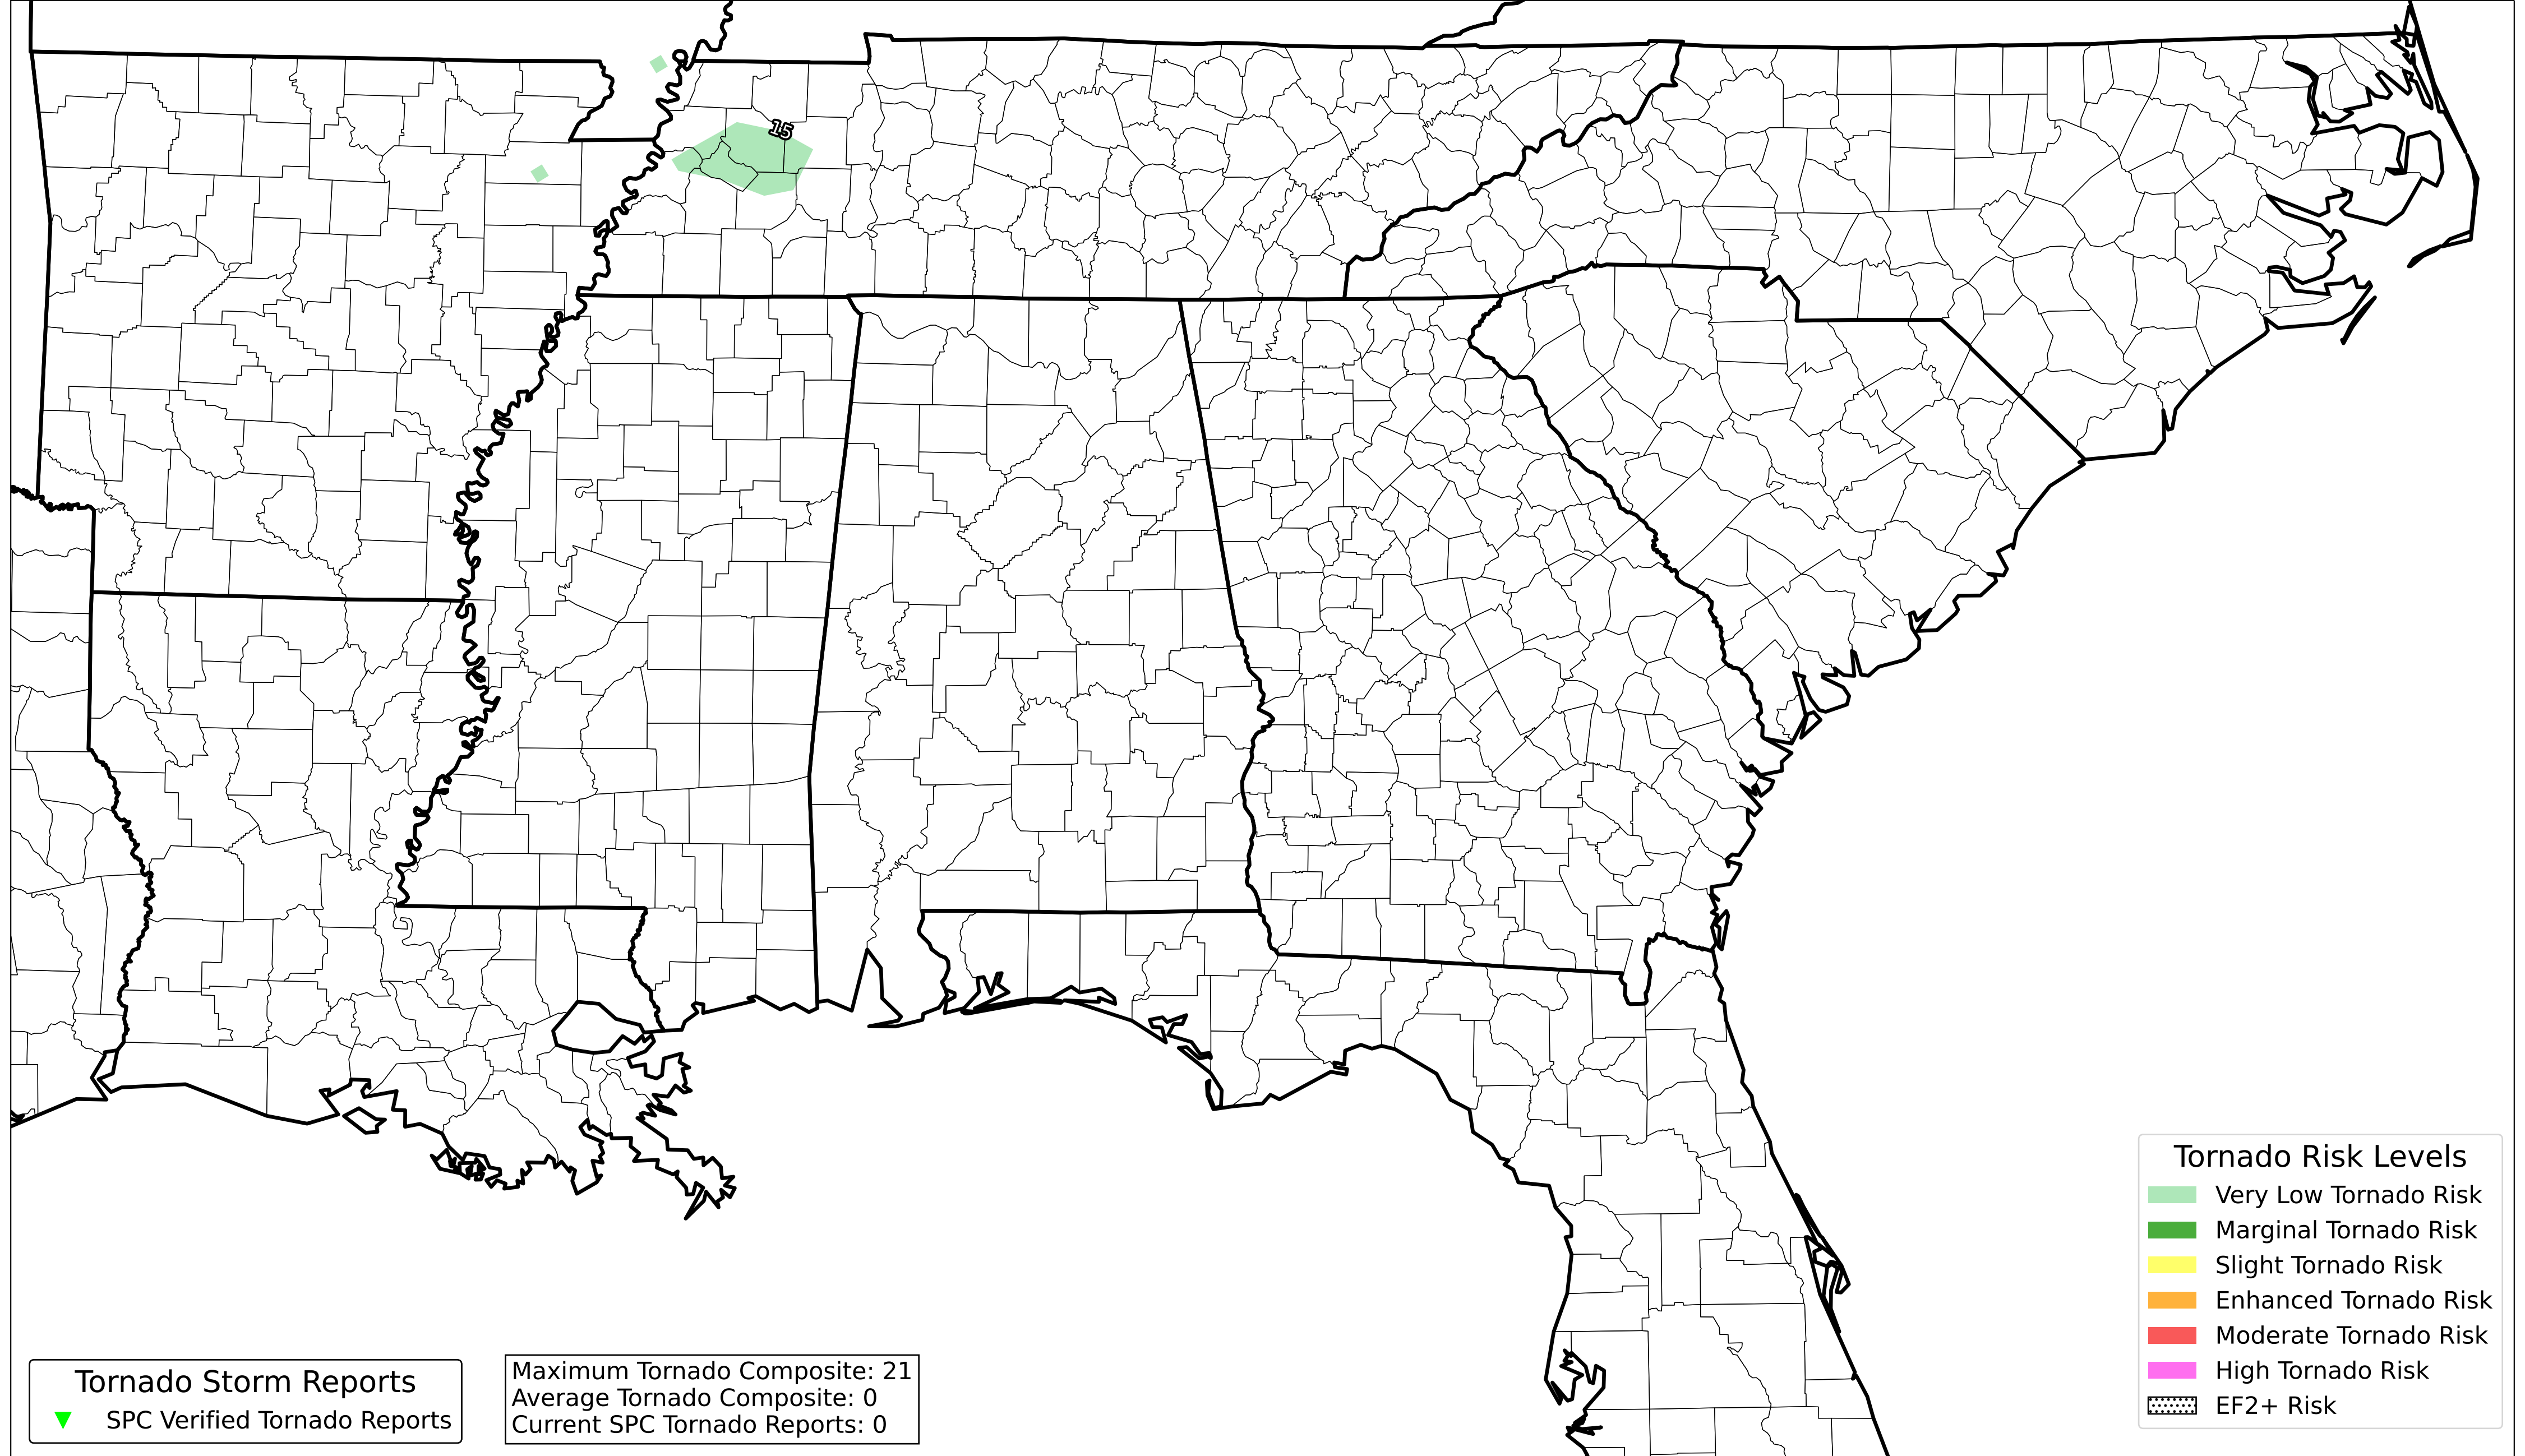 15
Tornado Risk Levels
Very Low Tornado Risk
Marginal Tornado Risk
Slight Tornado Risk
Enhanced Tornado Risk
Moderate Tornado Risk
High Tornado Risk
EF2+ Risk
Tornado Storm Reports
SPC Verified Tornado Reports
Maximum Tornado Composite: 21
Average Tornado Composite: 0
Current SPC Tornado Reports: 0